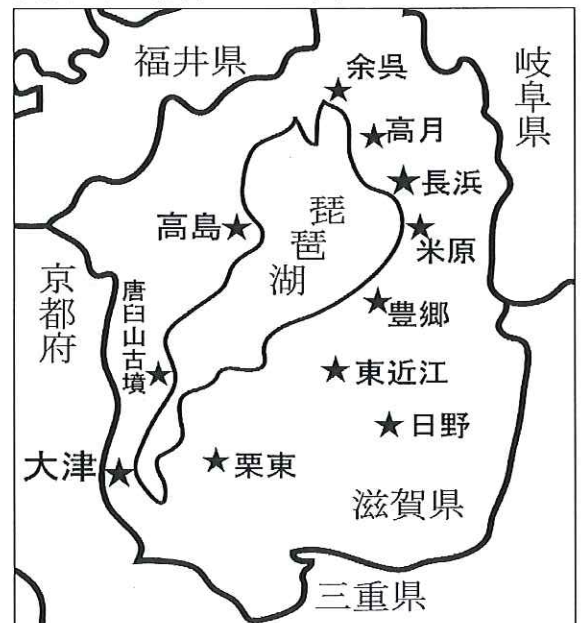 福井県
余呉
岐阜県
高月
長浜
高島
琵琶湖
米原
京都府
唐臼山古墳
豊郷
東近江
日野
大津
栗東
滋賀県
三重県